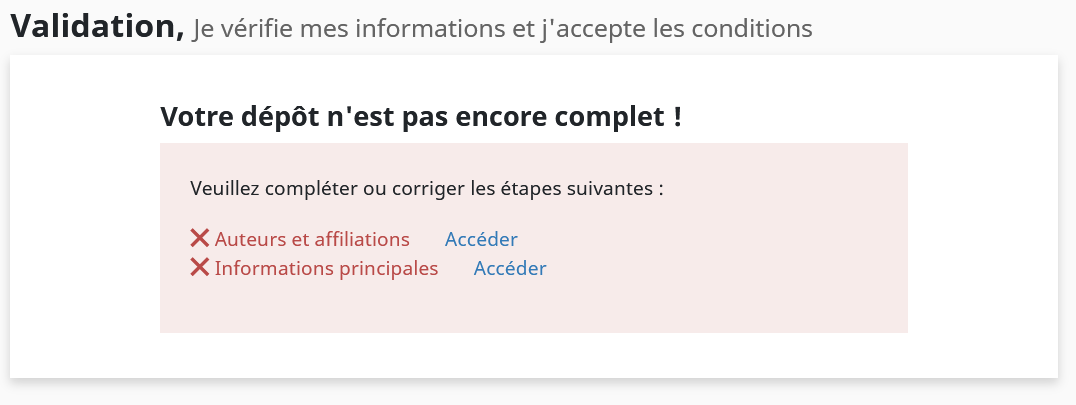 Validation, Je vérifie mes informations et j'accepte les conditions
Votre dépôt n'est pas encore complet !
Veuillez compléter ou corriger les étapes suivantes :
Auteurs et affiliations Accéder
Informations principales Accéder